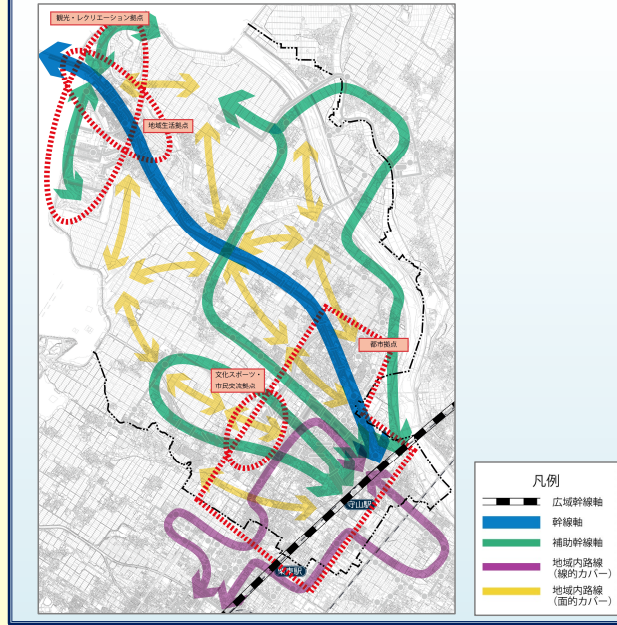 観光・レクリエーション拠点
地域生活拠点
都市拠点
文化スポーツ・
市民交流拠点
守山駅
栗東駅
凡例
広域幹線軸
幹線軸
補助幹線軸
地域内路線
（線的カバー）
地域内路線
（面的カバー）